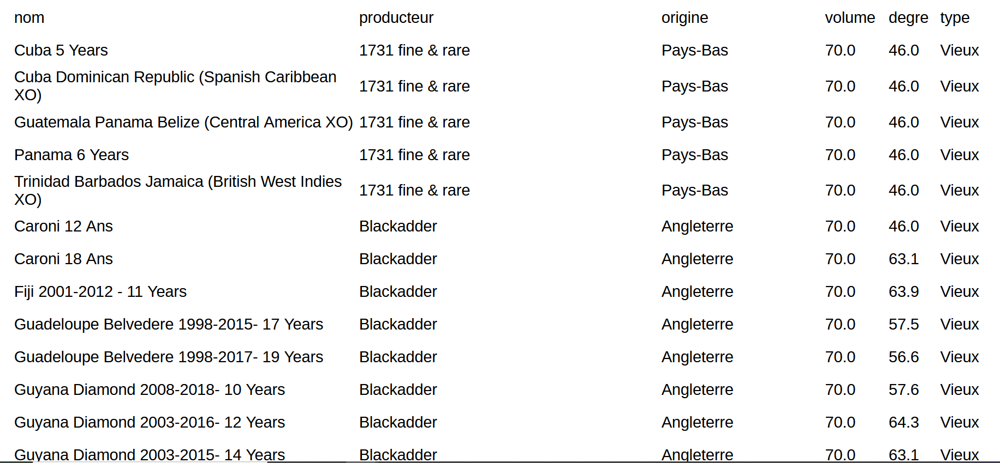 nom producteur origine volume degre type
Cuba 5 Years 1731 fine & rare Pays-Bas 70.0 46.0 Vieux
Cuba Dominican Republic (Spanish Caribbean
XO) 1731 fine & rare Pays-Bas 70.0 46.0 Vieux
Guatemala Panama Belize (Central America XO) 1731 fine & rare Pays-Bas 70.0 46.0 Vieux
Panama 6 Years 1731 fine & rare Pays-Bas 70.0 46.0 Vieux
Trinidad Barbados Jamaica (British West Indies
XO) 1731 fine & rare Pays-Bas 70.0 46.0 Vieux
Caroni 12 Ans Blackadder Angleterre 70.0 46.0 Vieux
Caroni 18 Ans Blackadder Angleterre 70.0 63.1 Vieux
Fiji 2001-2012 - 11 Years Blackadder Angleterre 70.0 63.9 Vieux
Guadeloupe Belvedere 1998-2015- 17 Years Blackadder Angleterre 70.0 57.5 Vieux
Guadeloupe Belvedere 1998-2017- 19 Years Blackadder Angleterre 70.0 56.6 Vieux
Guyana Diamond 2008-2018- 10 Years Blackadder Angleterre 70.0 57.6 Vieux
Guyana Diamond 2003-2016- 12 Years Blackadder Angleterre 70.0 64.3 Vieux
Guyana Diamond 2003-2015- 14 Years Blackadder Angleterre 70.0 63.1 Vieux